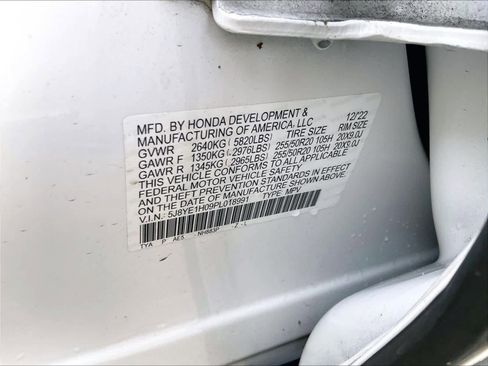 MFD. BY HONDA DEVELOPMENT & 12/22
MANUFACTURING OF AMERICA, LLC
GVWR 2640KG ( 5820LBS) TIRE SIZE RIM SIZE
GAWR F 1350KG ( 2976LBS) 255/50R20 105H 20X9.0J
GAWR R 1345KG ( 2965LBS) 255/50R20 105H 20X9.0J
THIS VEHICLE CONFORMS TO ALL APPLICABLE
FEDERAL MOTOR VEHICLE SAFETY
AND THEFT PREVENTION STANDARDS IN EFFECT
ON THE DATE OF MANUFACTURE SHOWN ABOVE.
V.I.N.: 5J8YE1H09PL018991 TYPE: MPV
TYA P AES NH883P Z - L